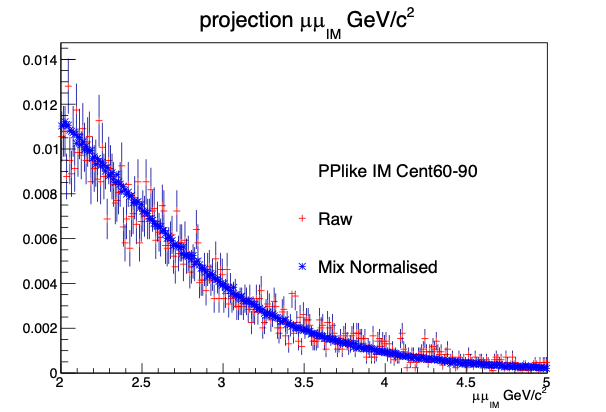 projection μμ_IM GeV/c²
0.014
0.012
0.01
0.008
0.006
0.004
0.002
0
PPlike IM Cent60-90
Raw
Mix Normalised
2 2.5 3 3.5 4 4.5 5
μμ_IM GeV/c²